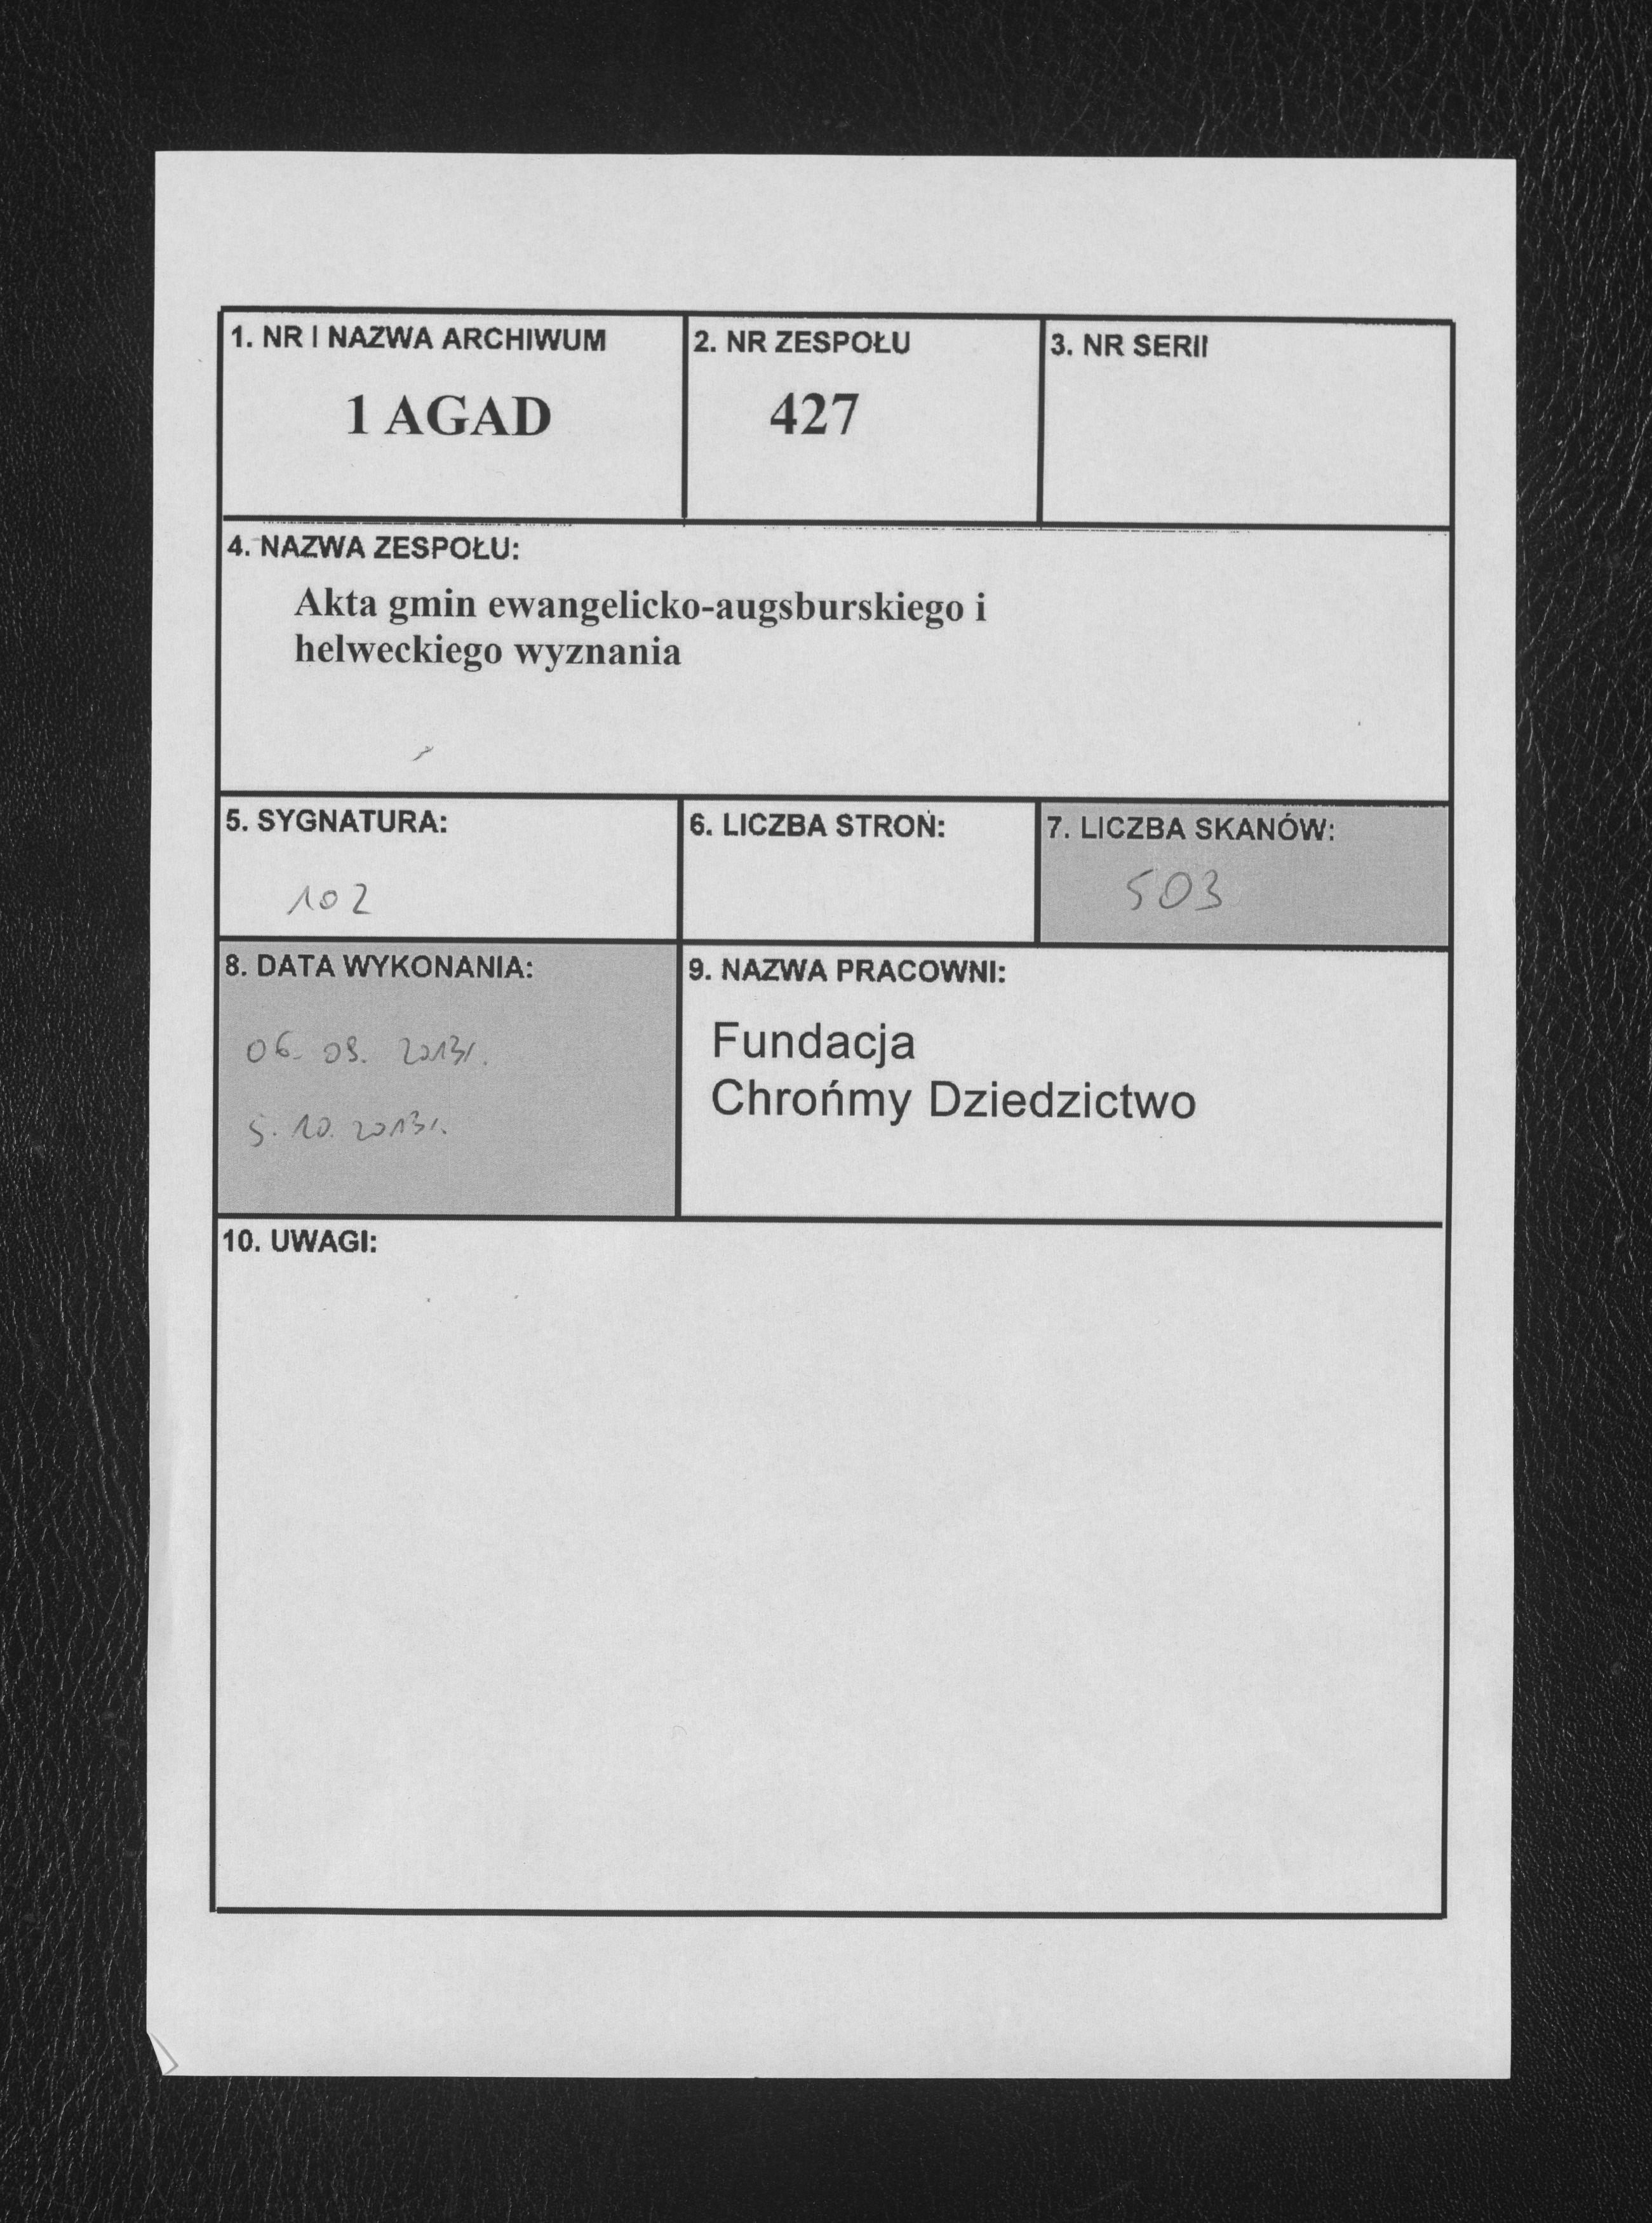 1. NR I NAZWA ARCHIWUM
1 AGAD
2. NR ZESPOŁU
427
3. NR SERII
4. NAZWA ZESPOŁU:
Akta gmin ewangelicko-augsburskiego i
helweckiego wyznania
5. SYGNATURA:
102
6. LICZBA STRON:
7. LICZBA SKANÓW:
503
8. DATA WYKONANIA:
06. 09. 2013r.
5. 10. 2013r.
9. NAZWA PRACOWNI:
Fundacja
Chrońmy Dziedzictwo
10. UWAGI: